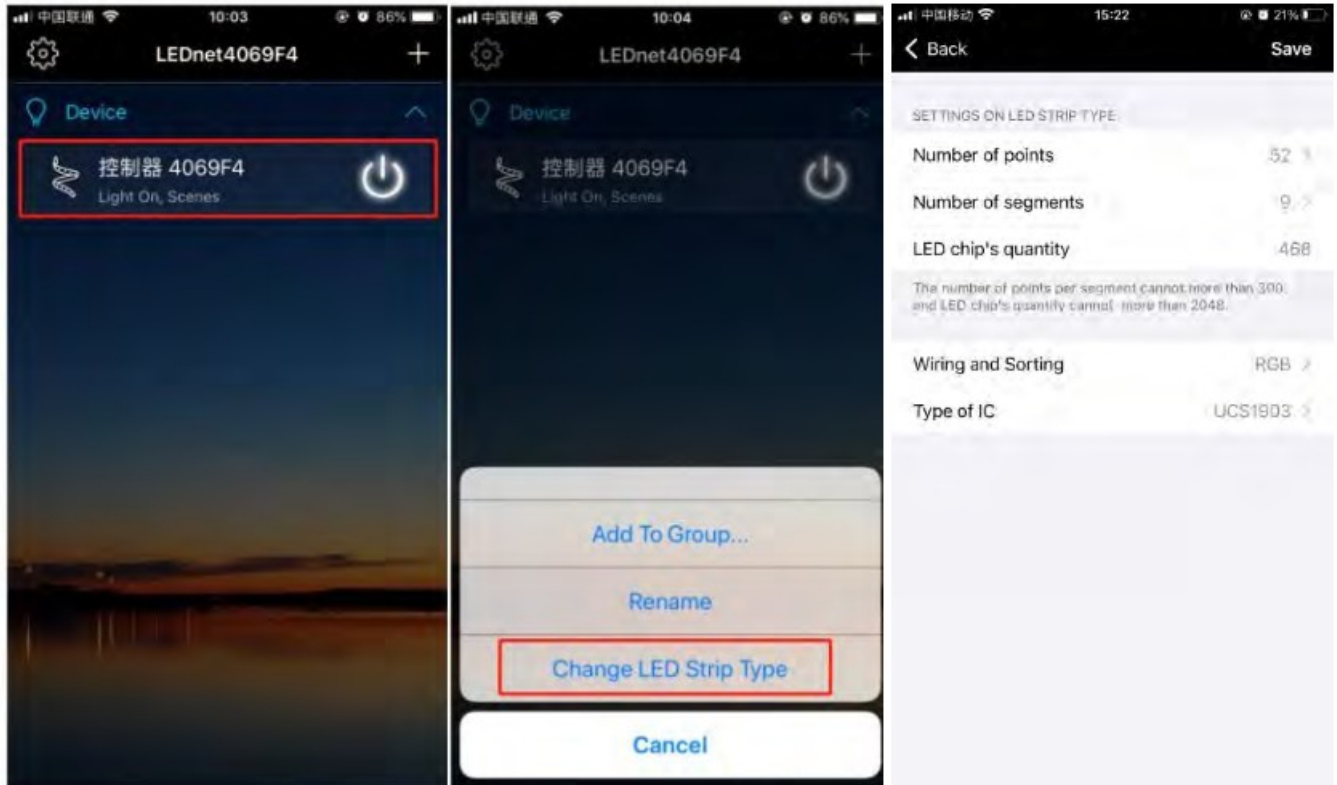 中国联通 10:03 86%
LEDnet4069F4 +
Device
控制器 4069F4
Light On, Scenes
中国联通 10:04 86%
LEDnet4069F4 +
Device
控制器 4069F4
Light On, Scenes
Add To Group...
Rename
Change LED Strip Type
Cancel
中国移动 15:22 21%
Back Save
SETTINGS ON LED STRIP TYPE
Number of points 52 >
Number of segments 9 >
LED chip's quantity 468
The number of points per segment cannot more than 300,
and LED chip's quantity cannot more than 2048.
Wiring and Sorting RGB >
Type of IC UCS1903 >